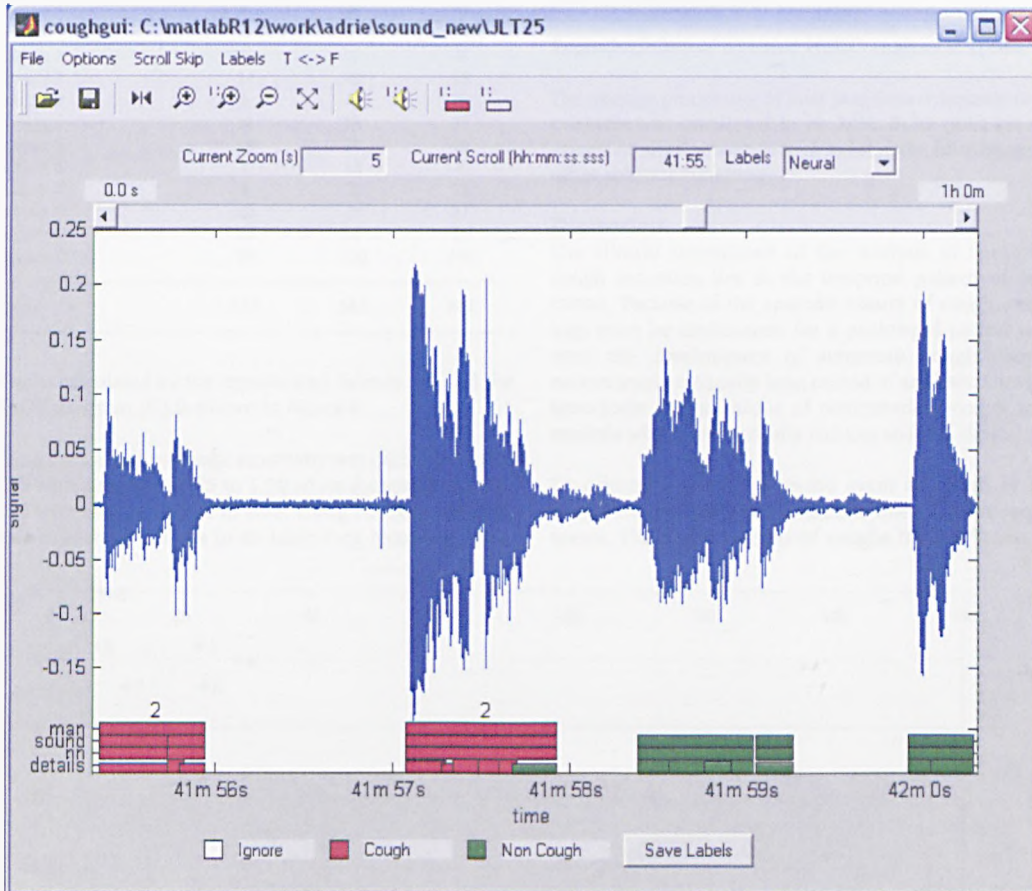 coughgui: C:\matlabR12\work\adrie\sound_new\JLT25
File Options Scroll Skip Labels T <-> F
Current Zoom (s) 5 Current Scroll (hh:mm:ss.sss) 41:55. Labels Neural
0.0 s 1h 0m
0.25
0.2
0.15
0.1
0.05
0
-0.05
-0.1
-0.15
signal
2 2
man
sound
nn
details
41m 56s 41m 57s 41m 58s 41m 59s 42m 0s
time
Ignore Cough Non Cough Save Labels